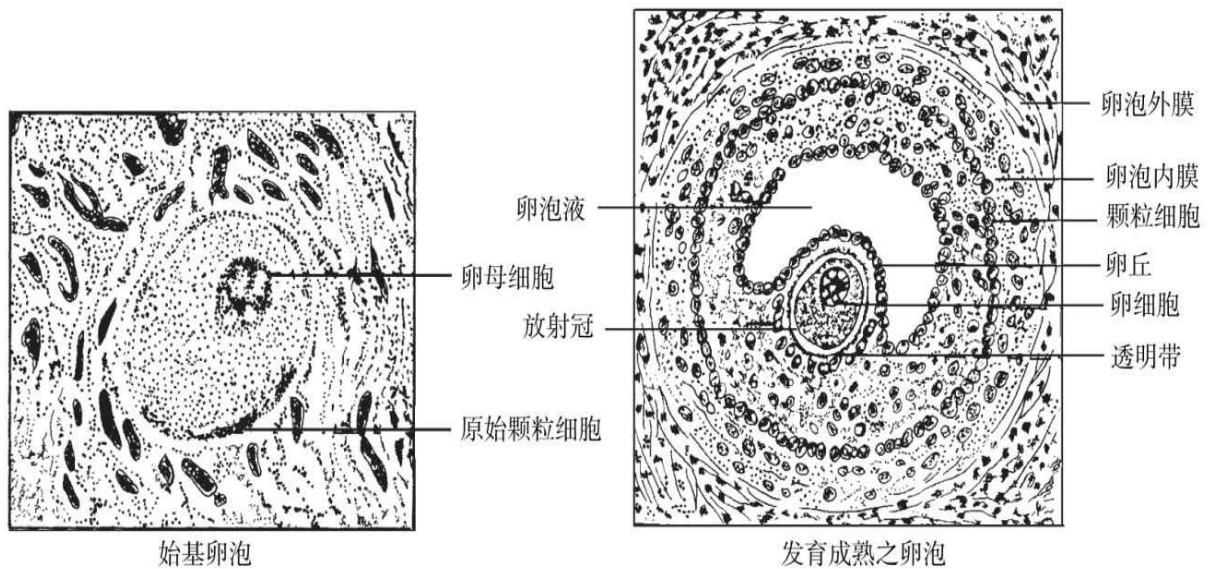 卵母细胞
原始颗粒细胞
始基卵泡
卵泡液
放射冠
卵泡外膜
卵泡内膜
颗粒细胞
卵丘
卵细胞
透明带
发育成熟之卵泡